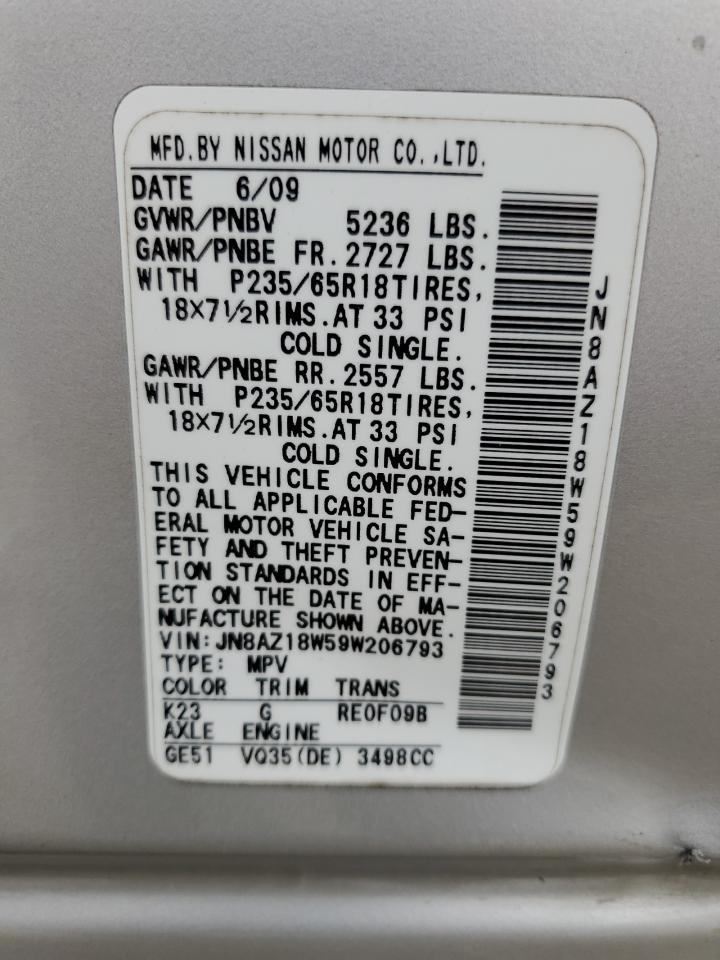 MFD.BY NISSAN MOTOR CO.,LTD.
DATE 6/09
GVWR/PNBV 5236 LBS.
GAWR/PNBE FR.2727 LBS.
WITH P235/65R18TIRES,
18×7½RIMS.AT 33 PSI
COLD SINGLE.
GAWR/PNBE RR.2557 LBS.
WITH P235/65R18TIRES,
18×7½RIMS.AT 33 PSI
COLD SINGLE.
THIS VEHICLE CONFORMS
TO ALL APPLICABLE FED-
ERAL MOTOR VEHICLE SA-
FETY AND THEFT PREVEN-
TION STANDARDS IN EFF-
ECT ON THE DATE OF MA-
NUFACTURE SHOWN ABOVE.
VIN:JN8AZ18W59W206793
TYPE: MPV
COLOR TRIM TRANS
K23 G RE0F09B
AXLE ENGINE
GE51 VQ35(DE) 3498CC
JN8AZ18W59W206793